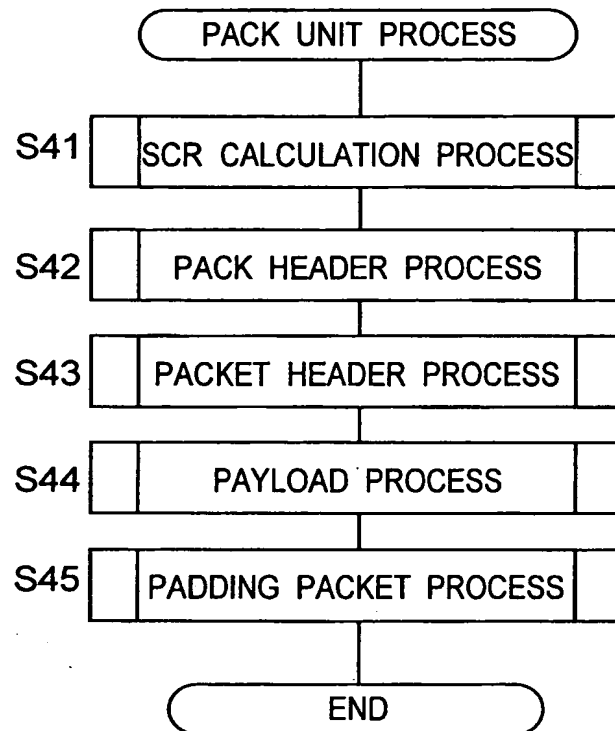 PACK UNIT PROCESS
S41 SCR CALCULATION PROCESS
S42 PACK HEADER PROCESS
S43 PACKET HEADER PROCESS
S44 PAYLOAD PROCESS
S45 PADDING PACKET PROCESS
END